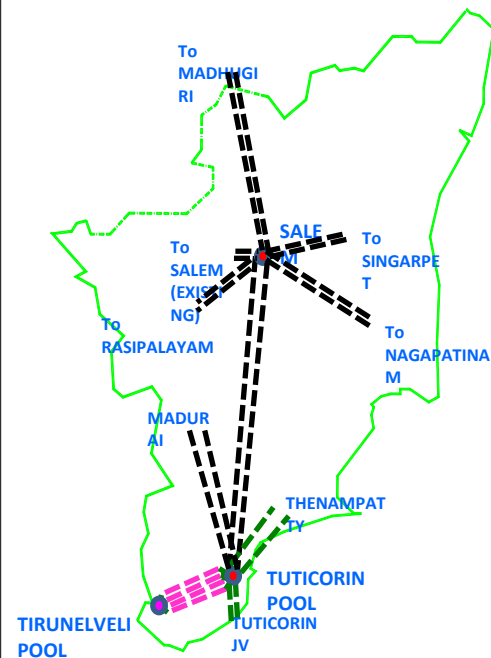 To
MADHUGI
RI
SALE
M
To
SINGARPE
T
To
SALEM
(EXISTI
NG)
To
RASIPALAYAM
To
NAGAPATINA
M
MADUR
AI
THENAMPAT
TY
TUTICORIN
POOL
TIRUNELVELI
POOL
TUTICORIN
JV